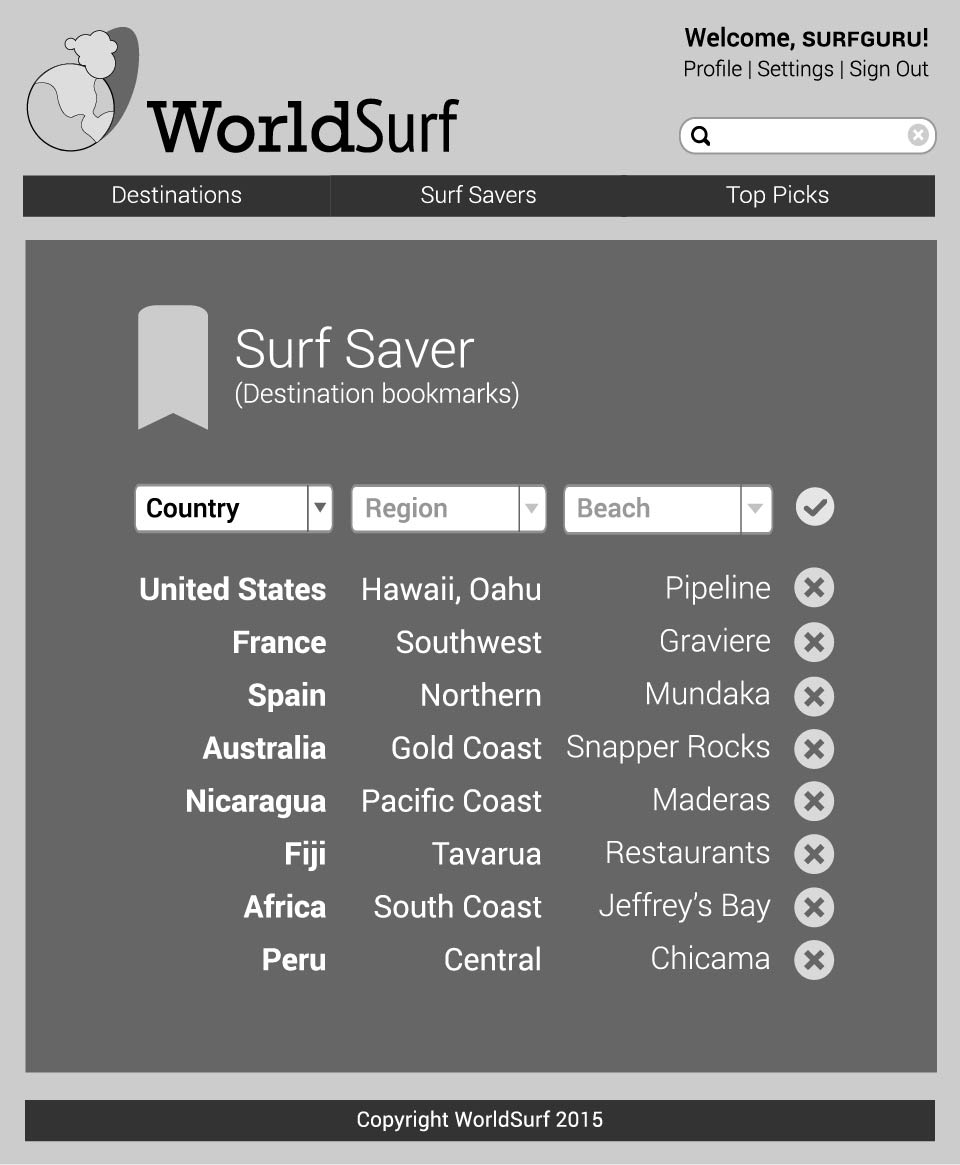 Welcome, SURFGURU!
Profile | Settings | Sign Out
WorldSurf
Destinations Surf Savers Top Picks
Surf Saver
(Destination bookmarks)
Country Region Beach
United States Hawaii, Oahu Pipeline
France Southwest Graviere
Spain Northern Mundaka
Australia Gold Coast Snapper Rocks
Nicaragua Pacific Coast Maderas
Fiji Tavarua Restaurants
Africa South Coast Jeffrey's Bay
Peru Central Chicama
Copyright WorldSurf 2015